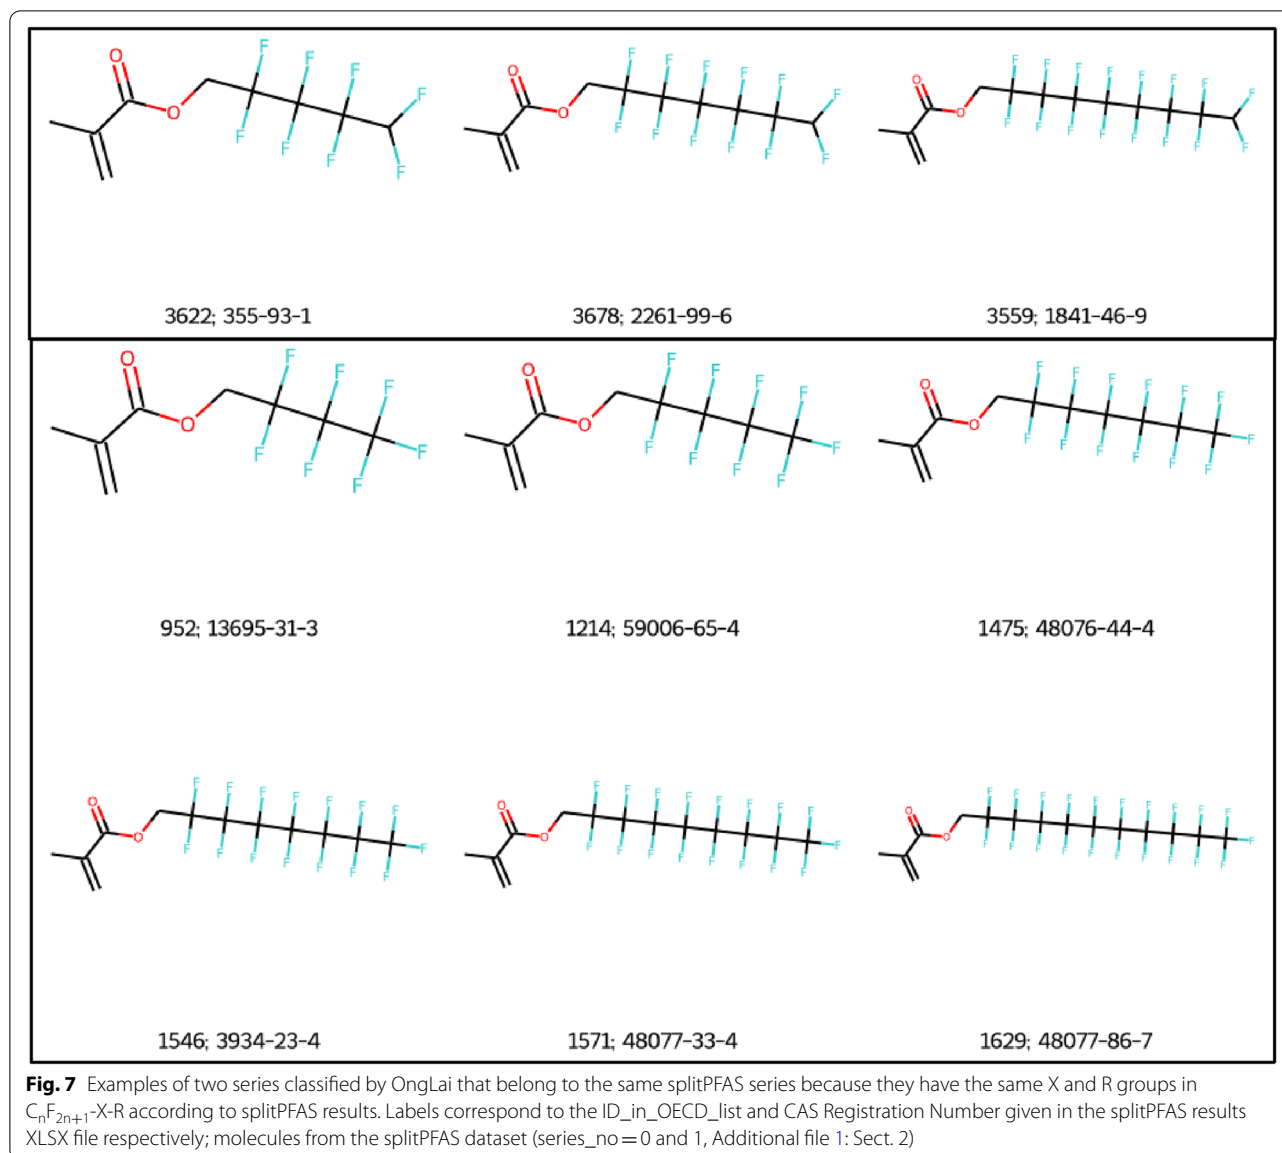 O O F F F F F F F F
O O F F F F F F F F F F F F
O O F F F F F F F F F F F F F F F F
3622; 355-93-1
3678; 2261-99-6
3559; 1841-46-9
O O F F F F F F F
O O F F F F F F F F F
O O F F F F F F F F F F F F F
952; 13695-31-3
1214; 59006-65-4
1475; 48076-44-4
O O F F F F F F F F F F F F F F F
O O F F F F F F F F F F F F F F F F F
O O F F F F F F F F F F F F F F F F F F F F F
1546; 3934-23-4
1571; 48077-33-4
1629; 48077-86-7
Fig. 7 Examples of two series classified by OngLai that belong to the same splitPFAS series because they have the same X and R groups in
CnF2n+1-X-R according to splitPFAS results. Labels correspond to the ID_in_OECD_list and CAS Registration Number given in the splitPFAS results
XLSX file respectively; molecules from the splitPFAS dataset (series_no = 0 and 1, Additional file 1: Sect. 2)